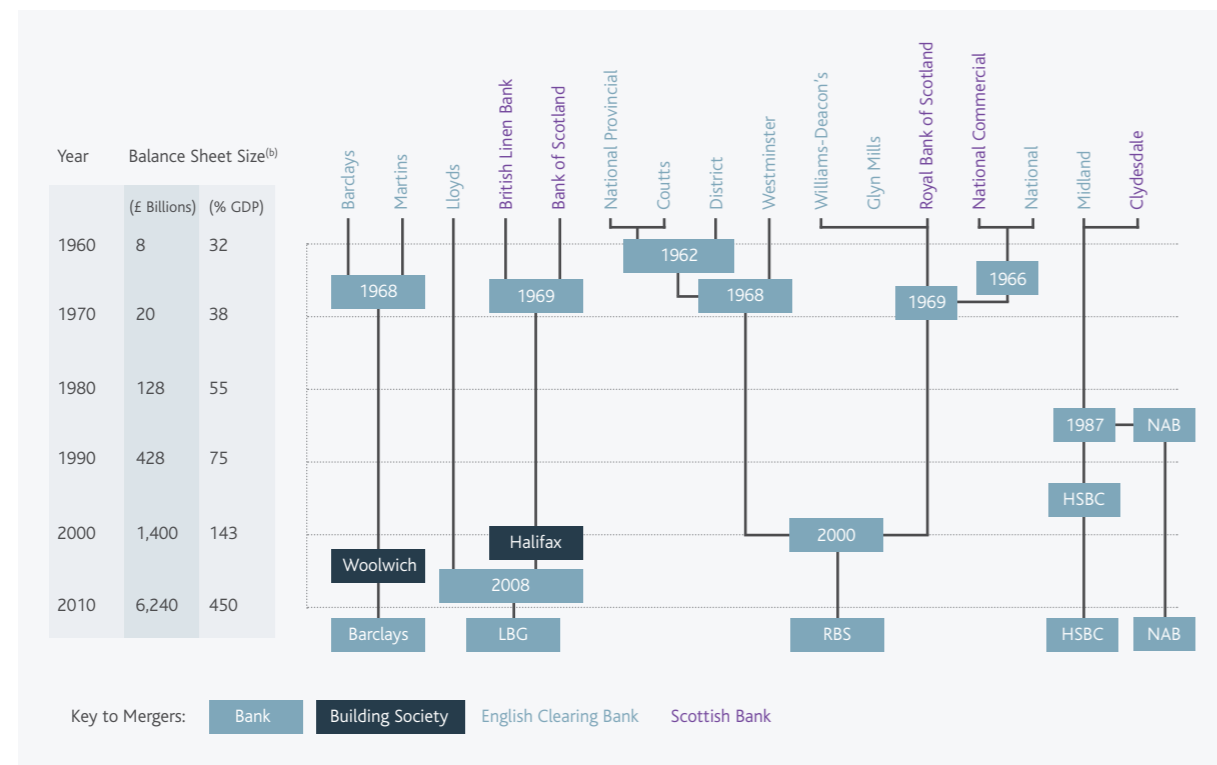 Year
Balance Sheet Size(b)
(£ Billions)
(% GDP)
Barclays
Martins
Lloyds
British Linen Bank
Bank of Scotland
National Provincial
Coutts
District
Westminster
Williams-Deacon's
Glyn Mills
Royal Bank of Scotland
National Commercial
National
Midland
Clydesdale
1960 8 32
1962
1968
1969
1968
1969
1966
1970 20 38
1980 128 55
1987
NAB
1990 428 75
HSBC
2000 1,400 143
Halifax
2000
Woolwich
2008
2010 6,240 450
Barclays
LBG
RBS
HSBC
NAB
Key to Mergers:
Bank
Building Society
English Clearing Bank
Scottish Bank